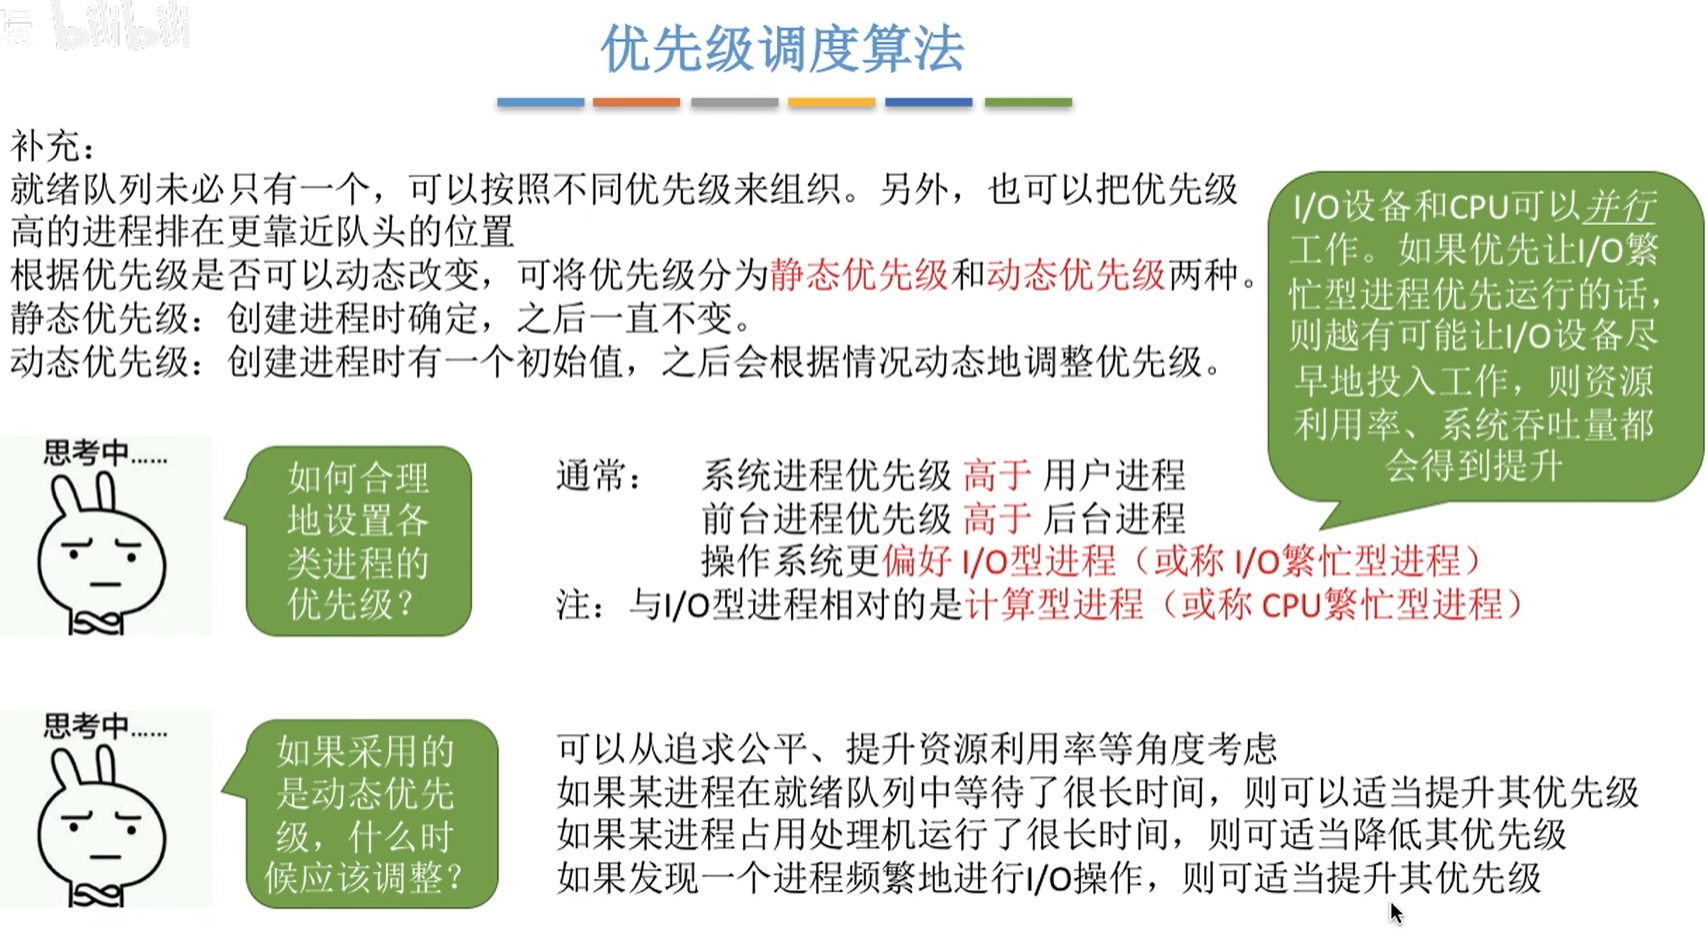 坛 bilibili
优先级调度算法
补充：
就绪队列未必只有一个，可以按照不同优先级来组织。另外，也可以把优先级
高的进程排在更靠近队头的位置
根据优先级是否可以动态改变，可将优先级分为静态优先级和动态优先级两种。
静态优先级：创建进程时确定，之后一直不变。
动态优先级：创建进程时有一个初始值，之后会根据情况动态地调整优先级。
I/O设备和CPU可以并行
工作。如果优先让I/O繁
忙型进程优先运行的话，
则越有可能让I/O设备尽
早地投入工作，则资源
利用率、系统吞吐量都
会得到提升
思考中......
如何合理
地设置各
类进程的
优先级？
通常： 系统进程优先级 高于 用户进程
前台进程优先级 高于 后台进程
操作系统更偏好 I/O型进程（或称 I/O繁忙型进程）
注：与I/O型进程相对的是计算型进程（或称 CPU繁忙型进程）
思考中......
如果采用的
是动态优先
级，什么时
候应该调整？
可以从追求公平、提升资源利用率等角度考虑
如果某进程在就绪队列中等待了很长时间，则可以适当提升其优先级
如果某进程占用处理机运行了很长时间，则可适当降低其优先级
如果发现一个进程频繁地进行I/O操作，则可适当提升其优先级